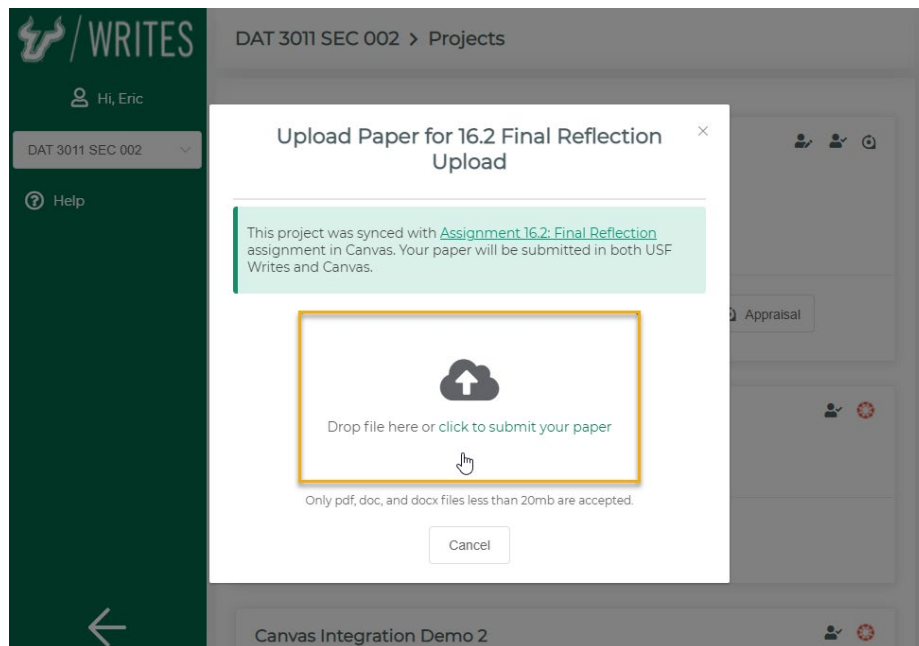 / WRITES
Hi, Eric
DAT 3011 SEC 002
Help
DAT 3011 SEC 002 > Projects
Upload Paper for 16.2 Final Reflection
Upload
This project was synced with Assignment 16.2: Final Reflection
assignment in Canvas. Your paper will be submitted in both USF
Writes and Canvas.
Drop file here or click to submit your paper
Only pdf, doc, and docx files less than 20mb are accepted.
Cancel
Appraisal
Canvas Integration Demo 2